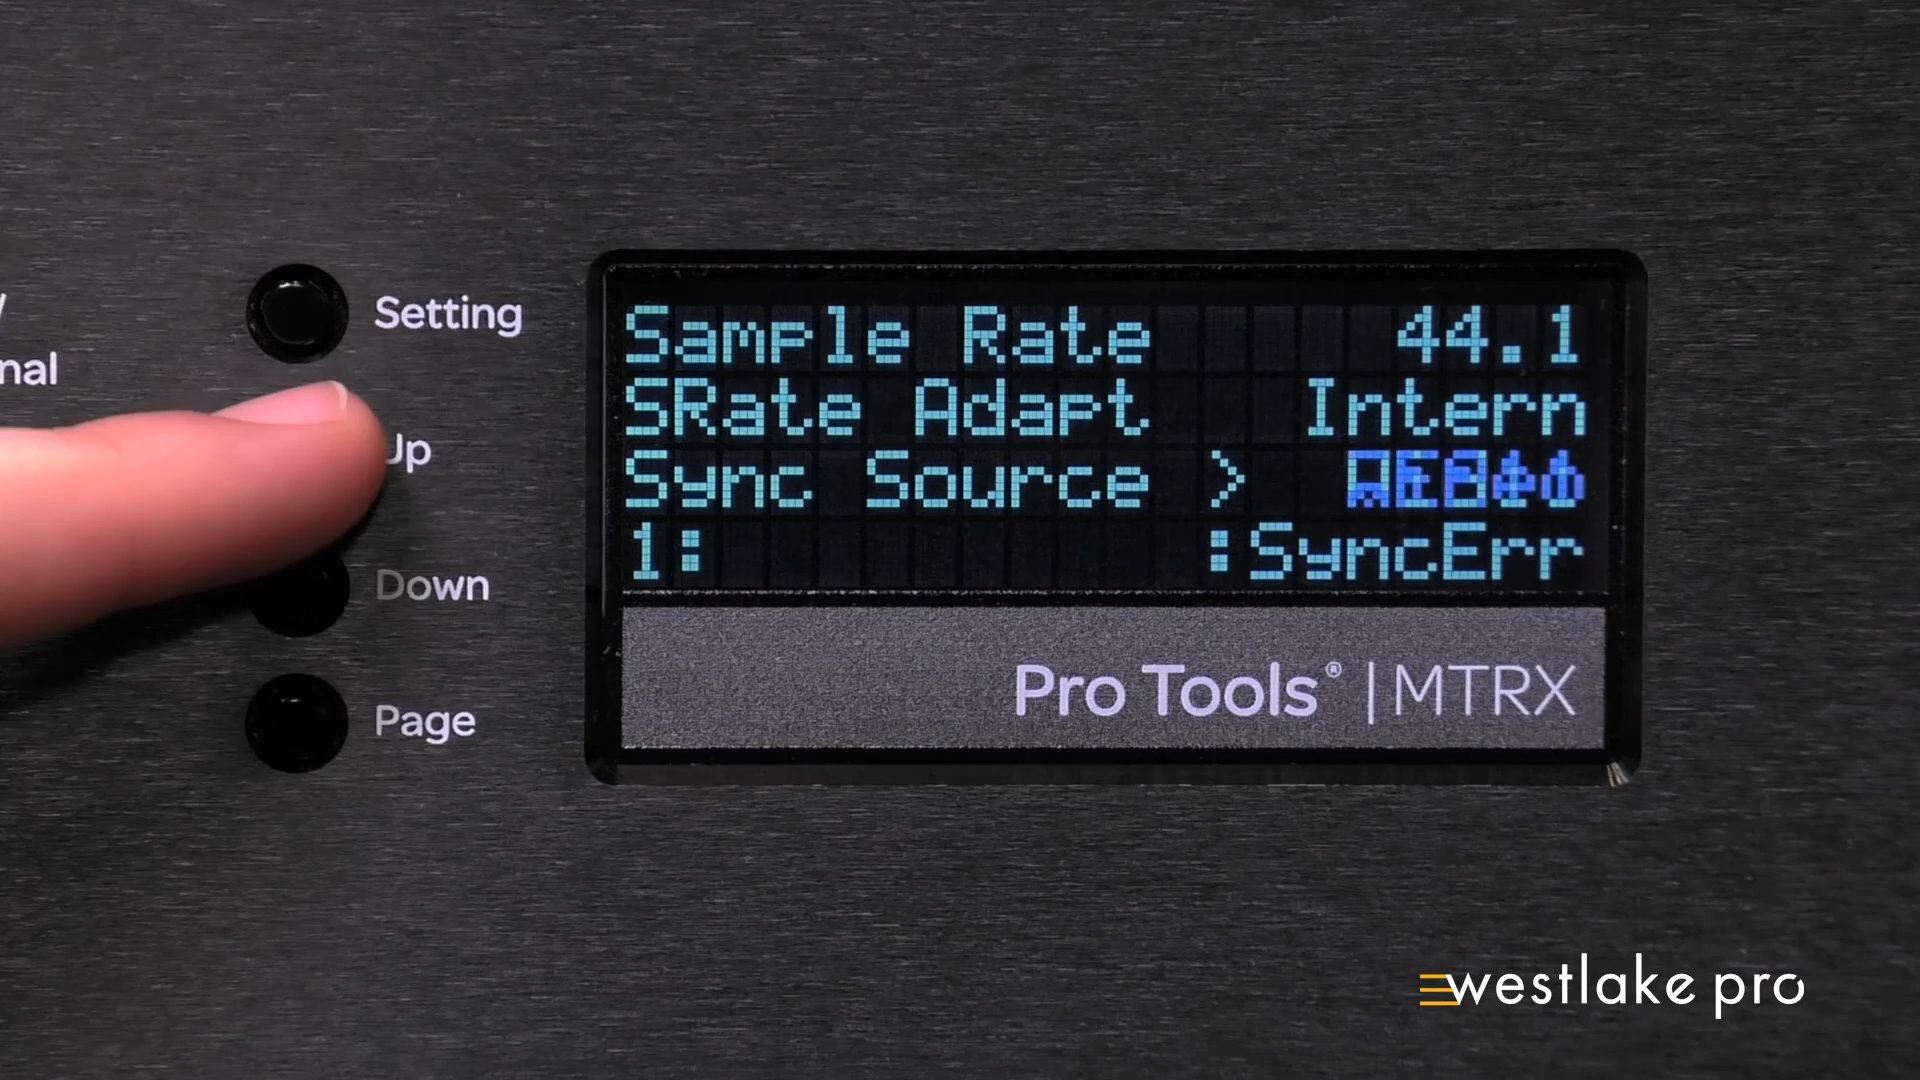 nal
Setting
Up
Down
Page
Sample Rate 44.1
SRate Adapt Intern
Sync Source >
1: :SyncErr
Pro Tools® | MTRX
westlake pro